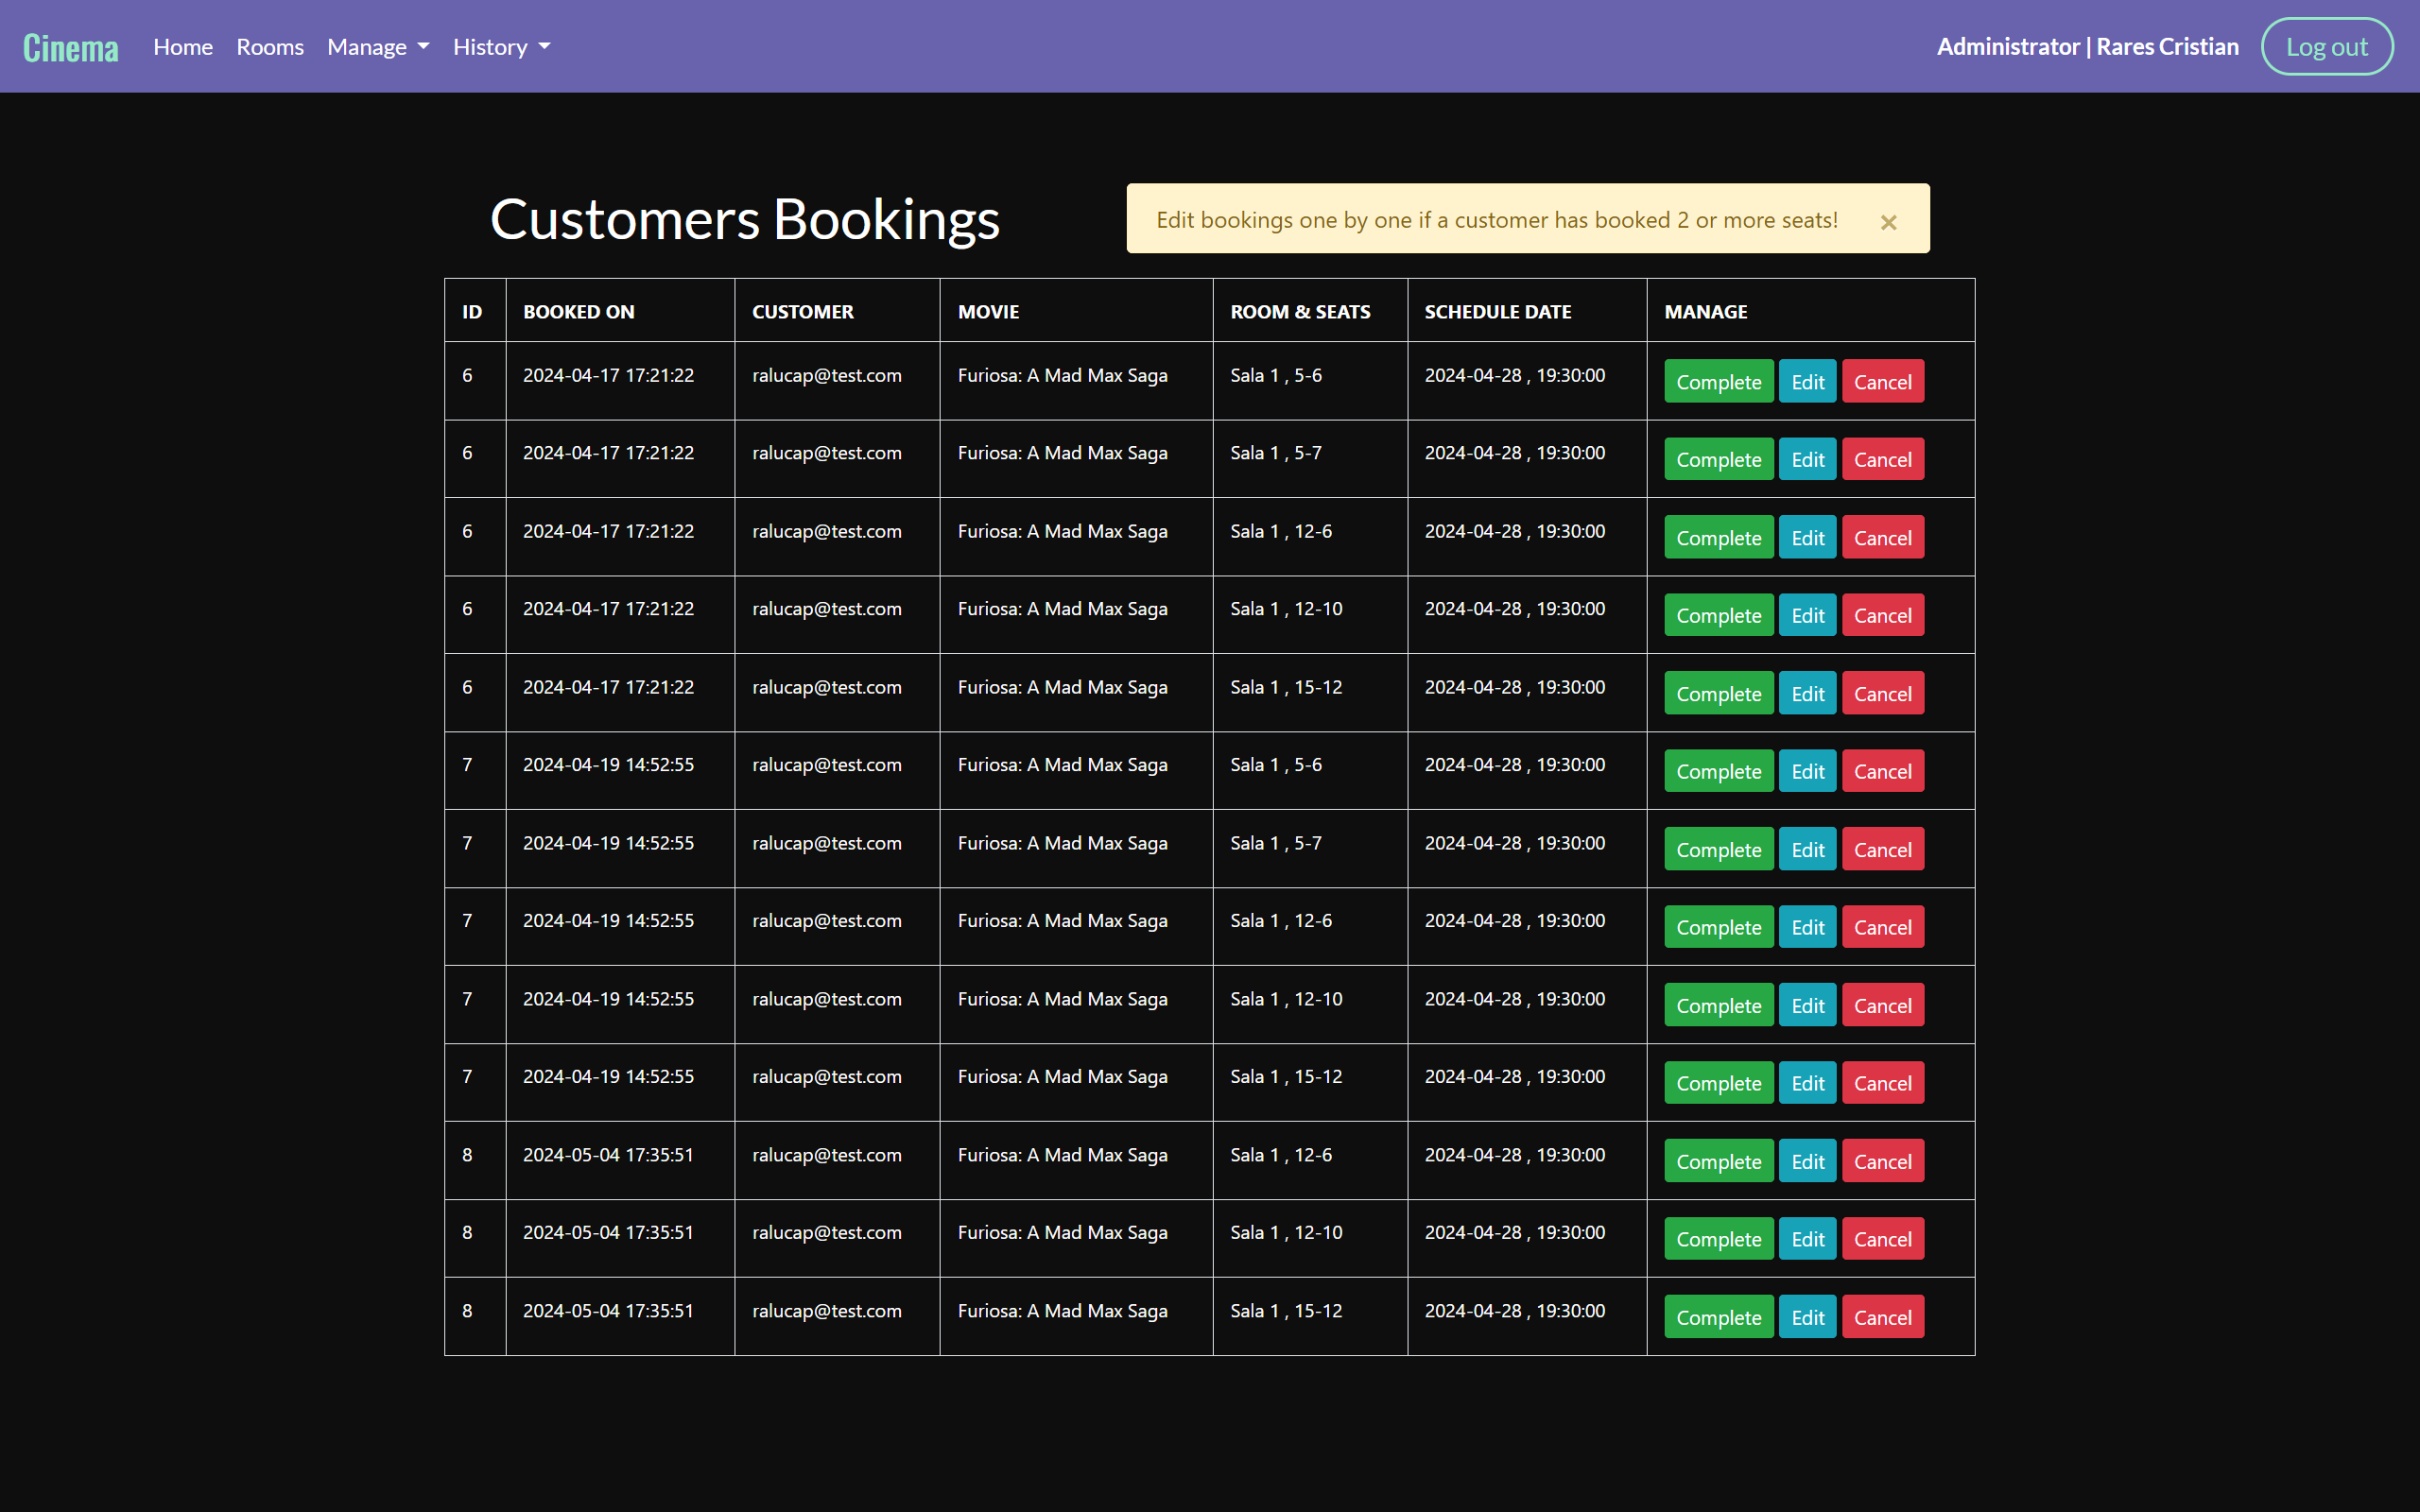 Cinema Home Rooms Manage History Administrator | Rares Cristian Log out
Customers Bookings
Edit bookings one by one if a customer has booked 2 or more seats! ×
ID BOOKED ON CUSTOMER MOVIE ROOM & SEATS SCHEDULE DATE MANAGE
6 2024-04-17 17:21:22 ralucap@test.com Furiosa: A Mad Max Saga Sala 1 , 5-6 2024-04-28 , 19:30:00 Complete Edit Cancel
6 2024-04-17 17:21:22 ralucap@test.com Furiosa: A Mad Max Saga Sala 1 , 5-7 2024-04-28 , 19:30:00 Complete Edit Cancel
6 2024-04-17 17:21:22 ralucap@test.com Furiosa: A Mad Max Saga Sala 1 , 12-6 2024-04-28 , 19:30:00 Complete Edit Cancel
6 2024-04-17 17:21:22 ralucap@test.com Furiosa: A Mad Max Saga Sala 1 , 12-10 2024-04-28 , 19:30:00 Complete Edit Cancel
6 2024-04-17 17:21:22 ralucap@test.com Furiosa: A Mad Max Saga Sala 1 , 15-12 2024-04-28 , 19:30:00 Complete Edit Cancel
7 2024-04-19 14:52:55 ralucap@test.com Furiosa: A Mad Max Saga Sala 1 , 5-6 2024-04-28 , 19:30:00 Complete Edit Cancel
7 2024-04-19 14:52:55 ralucap@test.com Furiosa: A Mad Max Saga Sala 1 , 5-7 2024-04-28 , 19:30:00 Complete Edit Cancel
7 2024-04-19 14:52:55 ralucap@test.com Furiosa: A Mad Max Saga Sala 1 , 12-6 2024-04-28 , 19:30:00 Complete Edit Cancel
7 2024-04-19 14:52:55 ralucap@test.com Furiosa: A Mad Max Saga Sala 1 , 12-10 2024-04-28 , 19:30:00 Complete Edit Cancel
7 2024-04-19 14:52:55 ralucap@test.com Furiosa: A Mad Max Saga Sala 1 , 15-12 2024-04-28 , 19:30:00 Complete Edit Cancel
8 2024-05-04 17:35:51 ralucap@test.com Furiosa: A Mad Max Saga Sala 1 , 12-6 2024-04-28 , 19:30:00 Complete Edit Cancel
8 2024-05-04 17:35:51 ralucap@test.com Furiosa: A Mad Max Saga Sala 1 , 12-10 2024-04-28 , 19:30:00 Complete Edit Cancel
8 2024-05-04 17:35:51 ralucap@test.com Furiosa: A Mad Max Saga Sala 1 , 15-12 2024-04-28 , 19:30:00 Complete Edit Cancel